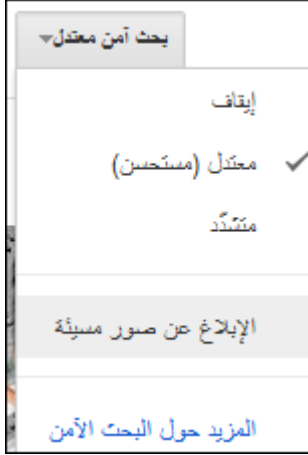 بحث آمن معتدل
إيقاف
معتدل (مستحسن)
متشدّد
الإبلاغ عن صور مسيئة
المزيد حول البحث الآمن